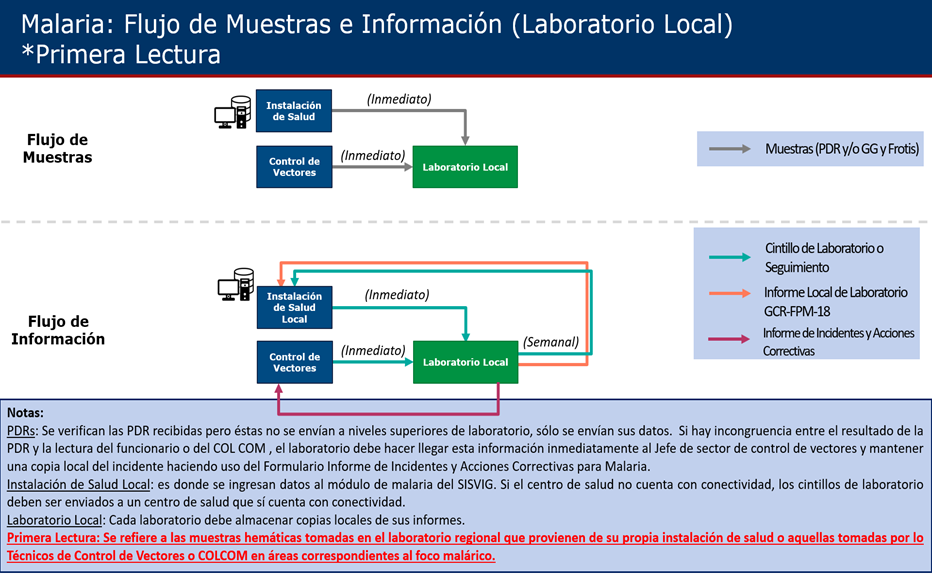 Malaria: Flujo de Muestras e Información (Laboratorio Local)
*Primera Lectura
Flujo de
Muestras
Instalación
de Salud
(Inmediato)
Control de
Vectores
(Inmediato)
Laboratorio Local
Muestras (PDR y/o GG y Frotis)
Flujo de
Información
Instalación
de Salud
Local
(Inmediato)
Control de
Vectores
(Inmediato)
Laboratorio Local
(Semanal)
Cintillo de Laboratorio o
Seguimiento
Informe Local de Laboratorio
GCR-FPM-18
Informe de Incidentes y Acciones
Correctivas
Notas:
PDRs: Se verifican las PDR recibidas pero éstas no se envían a niveles superiores de laboratorio, sólo se envían sus datos. Si hay incongruencia entre el resultado de la
PDR y la lectura del funcionario o del COL COM , el laboratorio debe hacer llegar esta información inmediatamente al Jefe de sector de control de vectores y mantener
una copia local del incidente haciendo uso del Formulario Informe de Incidentes y Acciones Correctivas para Malaria.
Instalación de Salud Local: es donde se ingresan datos al módulo de malaria del SISVIG. Si el centro de salud no cuenta con conectividad, los cintillos de laboratorio
deben ser enviados a un centro de salud que sí cuenta con conectividad.
Laboratorio Local: Cada laboratorio debe almacenar copias locales de sus informes.
Primera Lectura: Se refiere a las muestras hemáticas tomadas en el laboratorio regional que provienen de su propia instalación de salud o aquellas tomadas por lo
Técnicos de Control de Vectores o COLCOM en áreas correspondientes al foco malárico.